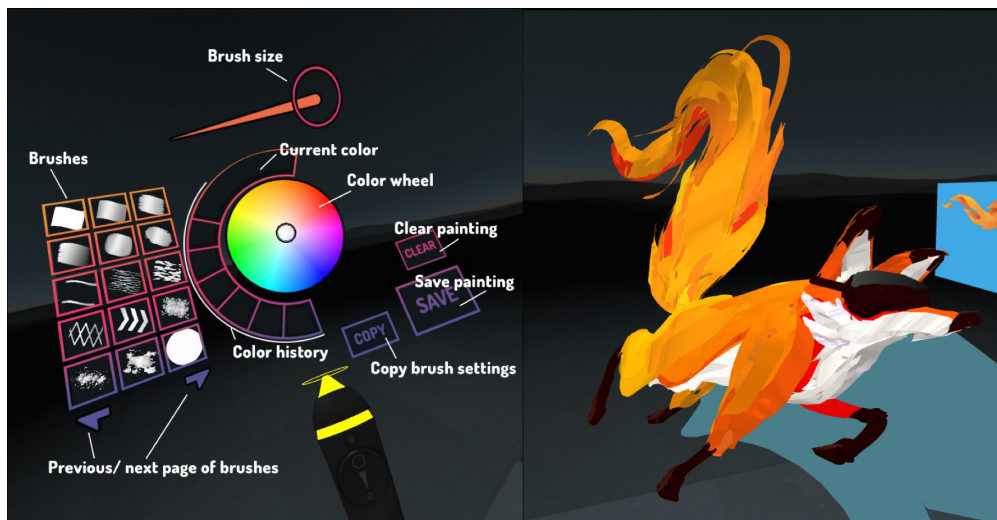 Brush size
Current color
Brushes
Color wheel
Clear painting
CLEAR
Save painting
SAVE
COPY
Color history
Copy brush settings
Previous/ next page of brushes